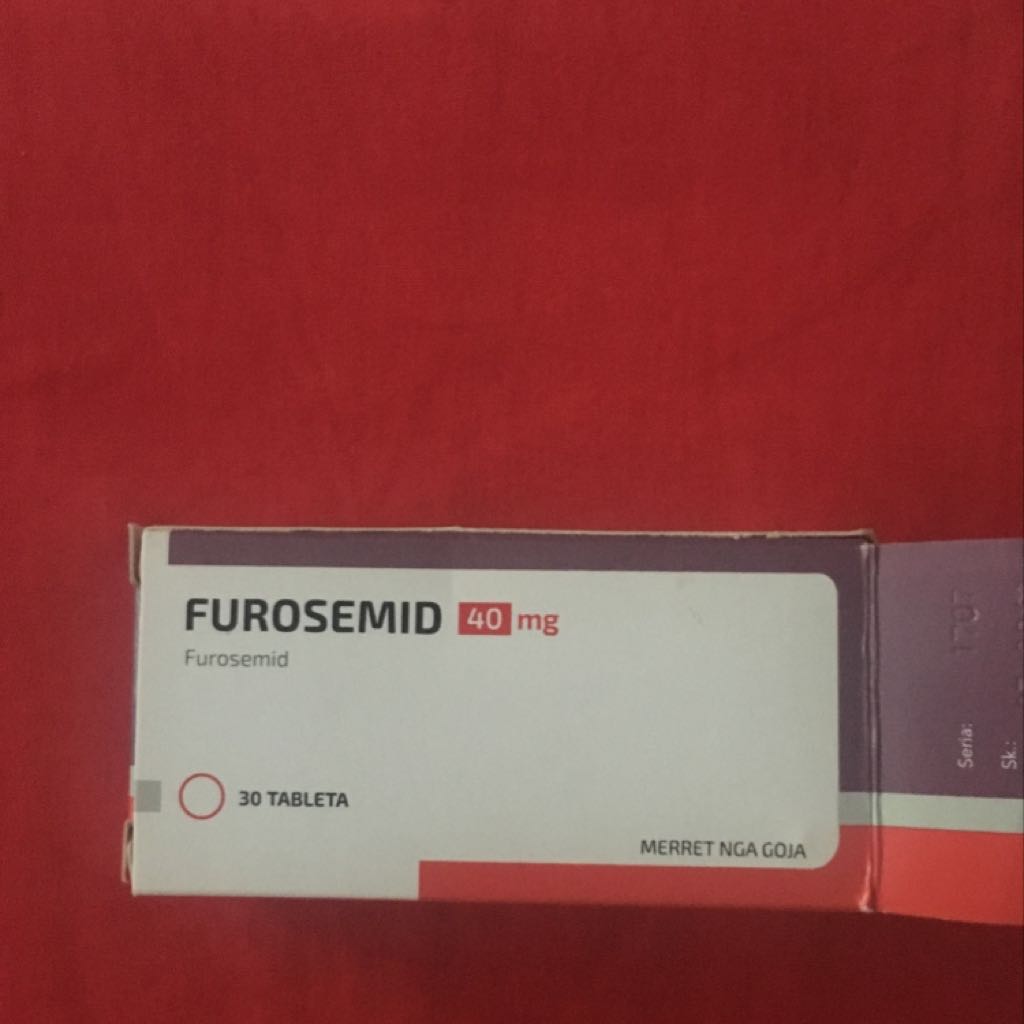 FUROSEMID 40 mg
Furosemid
30 TABLETA
MERRET NGA GOJA
Seria:
Sk.: